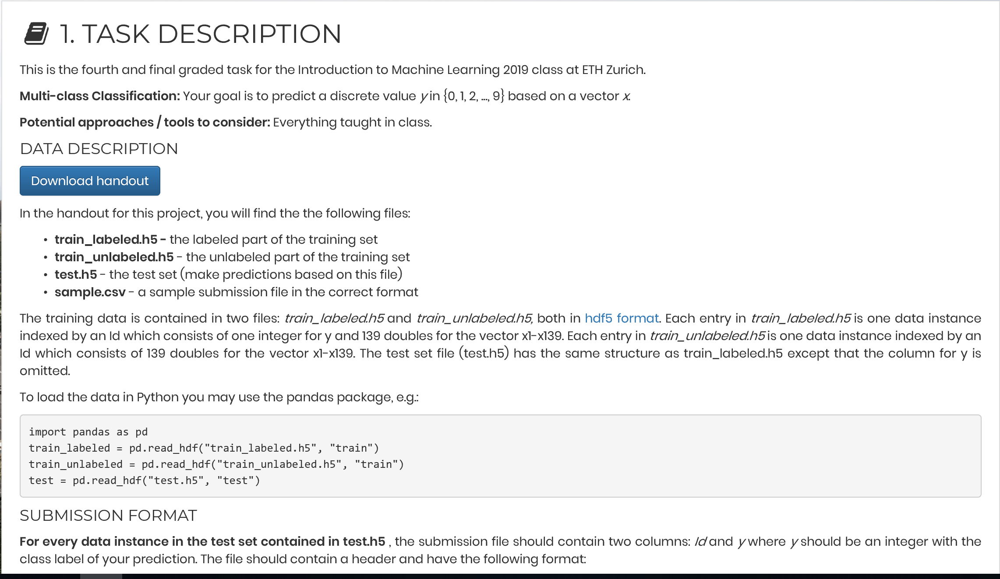 1. TASK DESCRIPTION
This is the fourth and final graded task for the Introduction to Machine Learning 2019 class at ETH Zurich.
Multi-class Classification: Your goal is to predict a discrete value y in {0, 1, 2, ..., 9} based on a vector x.
Potential approaches / tools to consider: Everything taught in class.
DATA DESCRIPTION
Download handout
In the handout for this project, you will find the the following files:
• train_labeled.h5 - the labeled part of the training set
• train_unlabeled.h5 - the unlabeled part of the training set
• test.h5 - the test set (make predictions based on this file)
• sample.csv - a sample submission file in the correct format
The training data is contained in two files: train_labeled.h5 and train_unlabeled.h5, both in hdf5 format. Each entry in train_labeled.h5 is one data instance
indexed by an Id which consists of one integer for y and 139 doubles for the vector x1-x139. Each entry in train_unlabeled.h5 is one data instance indexed by an
Id which consists of 139 doubles for the vector x1-x139. The test set file (test.h5) has the same structure as train_labeled.h5 except that the column for y is
omitted.
To load the data in Python you may use the pandas package, e.g.:
import pandas as pd
train_labeled = pd.read_hdf("train_labeled.h5", "train")
train_unlabeled = pd.read_hdf("train_unlabeled.h5", "train")
test = pd.read_hdf("test.h5", "test")
SUBMISSION FORMAT
For every data instance in the test set contained in test.h5 , the submission file should contain two columns: Id and y where y should be an integer with the
class label of your prediction. The file should contain a header and have the following format: